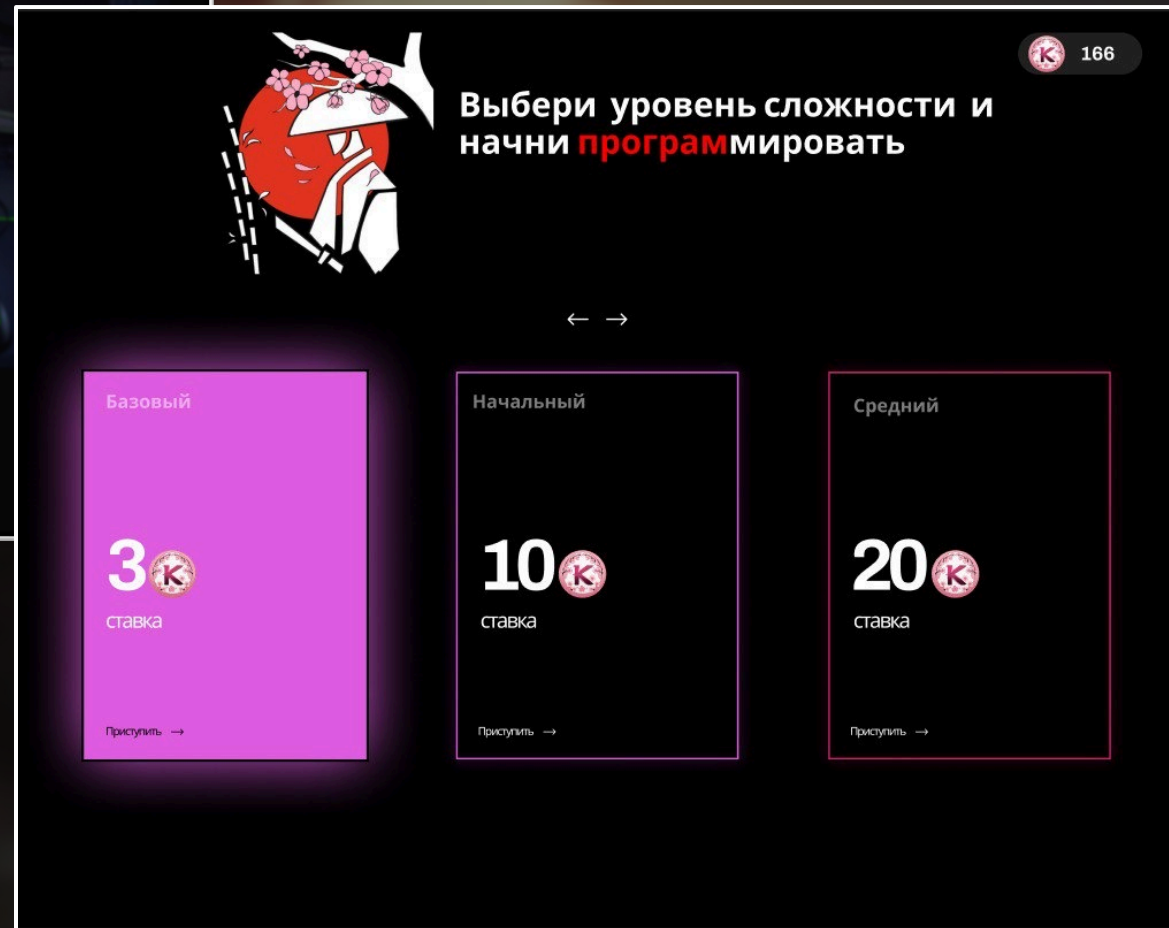 K 166
Выбери уровень сложности и
начни программировать
← →
Базовый
3 K
ставка
Приступить →
Начальный
10 K
ставка
Приступить →
Средний
20 K
ставка
Приступить →